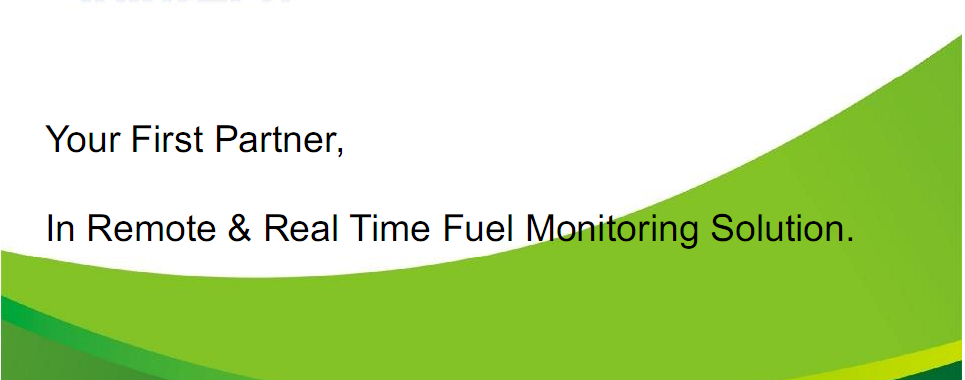 Your First Partner,
In Remote & Real Time Fuel Monitoring Solution.